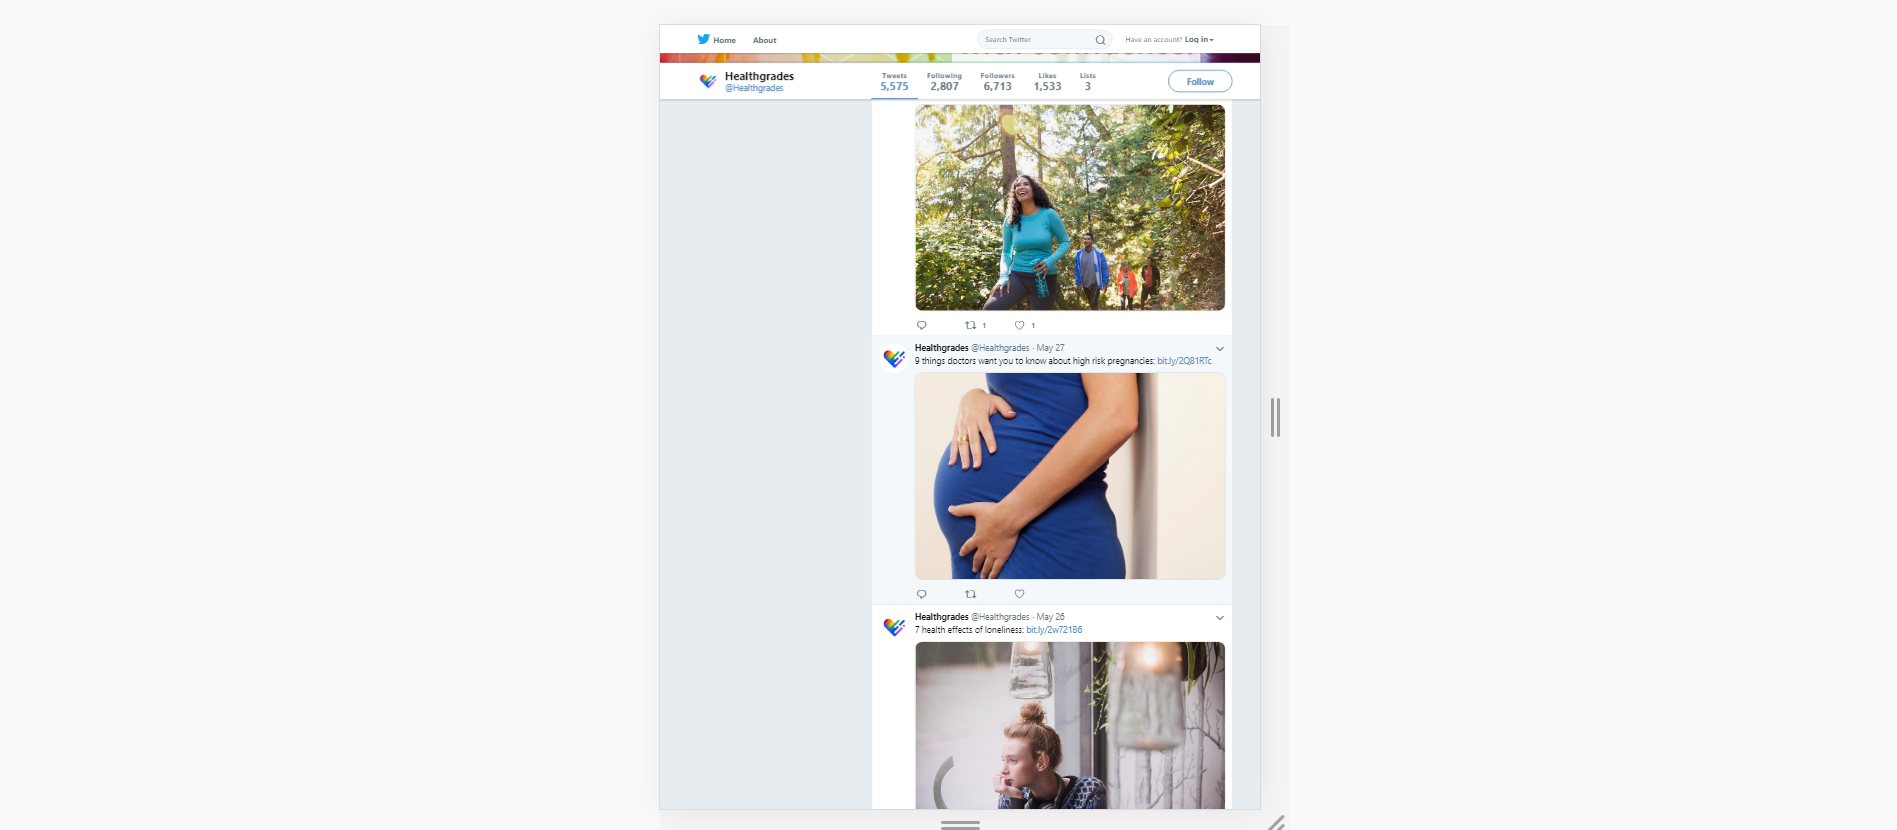 Home About Search Twitter Have an account? Log in
Healthgrades
@Healthgrades
Tweets Following Followers Likes Lists
5,575 2,807 6,713 1,533 3
Follow
1 1
Healthgrades @Healthgrades · May 27
9 things doctors want you to know about high risk pregnancies: bit.ly/2Q81RTc
Healthgrades @Healthgrades · May 26
7 health effects of loneliness: bit.ly/2w721B6